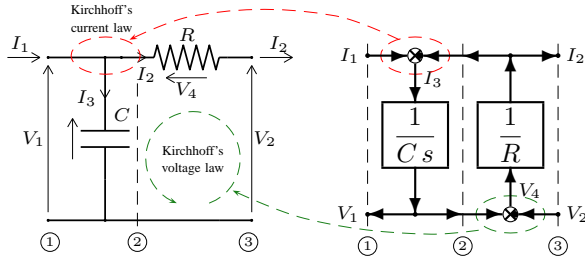 Kirchhoff's
current law
I₁
R
I₂
I₂
V₄
I₃
C
V₁
V₂
Kirchhoff's
voltage law
1
2
3
I₁
I₂
I₃
1
C s
1
R
V₄
V₁
V₂
1
2
3